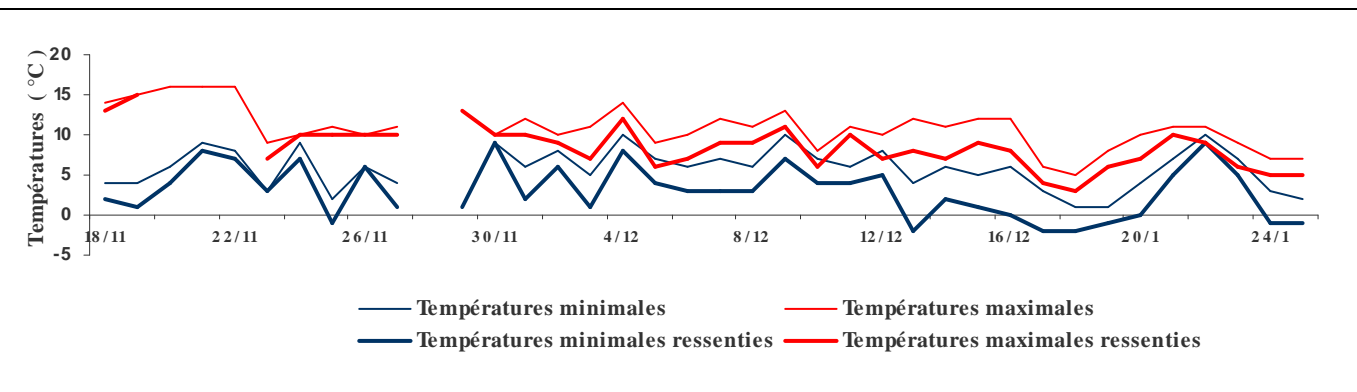 Températures ( °C )
20
15
10
5
0
-5
18/11 22/11 26/11 30/11 4/12 8/12 12/12 16/12 20/1 24/1
Températures minimales Températures maximales
Températures minimales ressenties Températures maximales ressenties